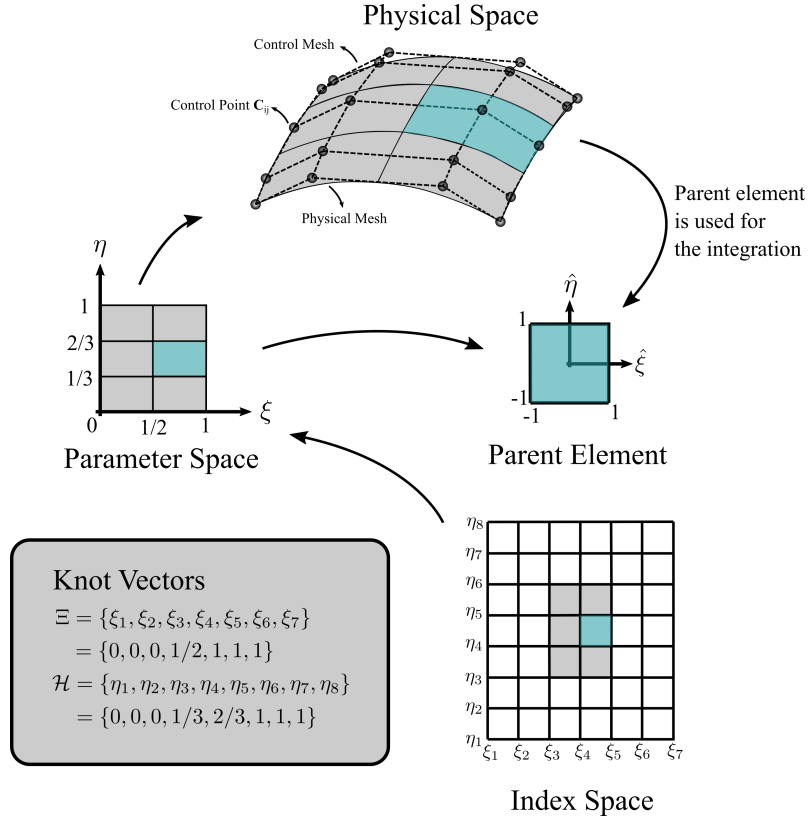 Physical Space
Control Mesh
Control Point C_ij
Physical Mesh
Parent element
is used for
the integration
η
1
2/3
1/3
0
1/2
1
ξ
Parameter Space
η̂
1
ξ̂
-1
-1
1
Parent Element
Knot Vectors
Ξ = {ξ₁, ξ₂, ξ₃, ξ₄, ξ₅, ξ₆, ξ₇}
= {0, 0, 0, 1/2, 1, 1, 1}
ℋ = {η₁, η₂, η₃, η₄, η₅, η₆, η₇, η₈}
= {0, 0, 0, 1/3, 2/3, 1, 1, 1}
η₈
η₇
η₆
η₅
η₄
η₃
η₂
η₁
ξ₁ ξ₂ ξ₃ ξ₄ ξ₅ ξ₆ ξ₇
Index Space